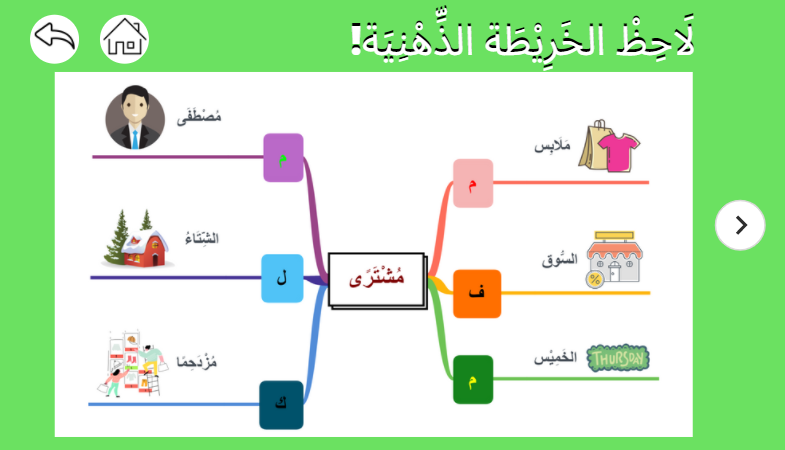 لَاحِظْ الخَرِيْطَة الذِّهْنِيَة!
مَلَابِس
م
السُّوق
ف
%
الخَمِيْس
THURSDAY
م
مُشْتَرًى
مُصْطَفَى
م
الشِّتَاءُ
ل
مُزْدَحِمًا
ك